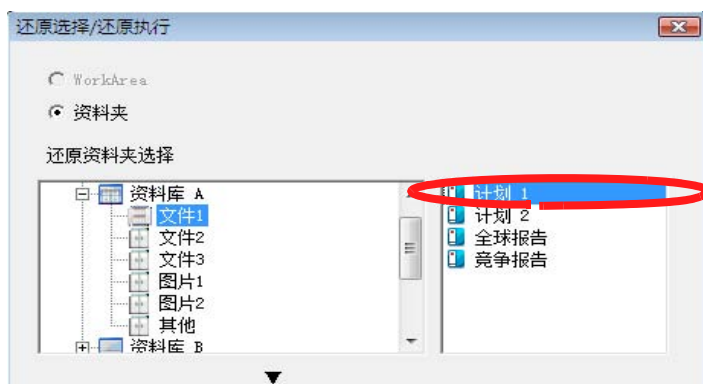 还原选择/还原执行
WorkArea
资料夹
还原资料夹选择
资料库 A
文件1
文件2
文件3
图片1
图片2
其他
资料库 B
计划 1
计划 2
全球报告
竞争报告